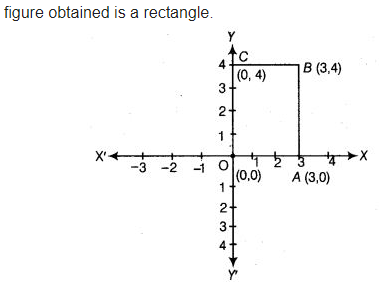 figure obtained is a rectangle.
Y
C
4
(0, 4)
B (3,4)
3
2
1
X'
X
-3 -2 -1 O 1 2 3 4
(0,0)
A (3,0)
1
2
3
4
Y'